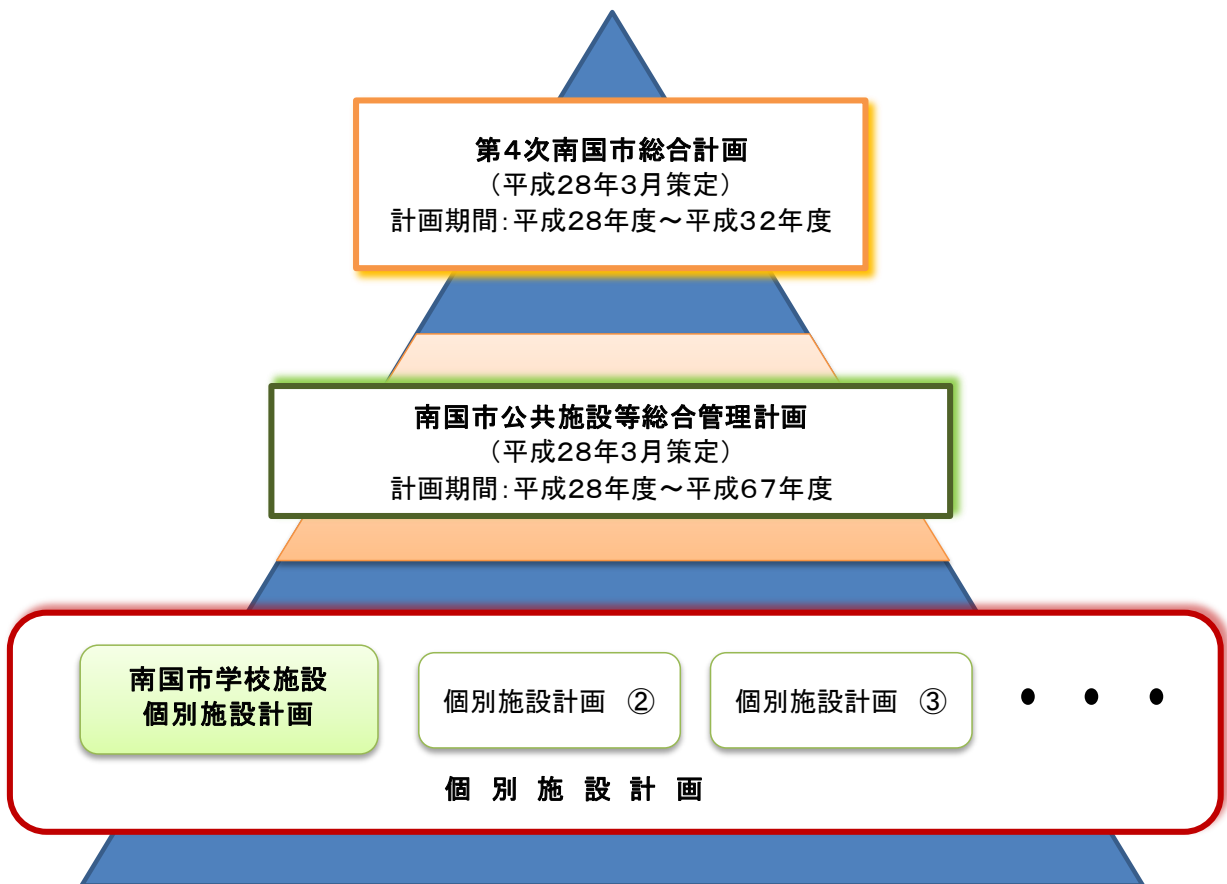 第4次南国市総合計画
（平成28年3月策定）
計画期間：平成28年度～平成32年度
南国市公共施設等総合管理計画
（平成28年3月策定）
計画期間：平成28年度～平成67年度
南国市学校施設
個別施設計画
個別施設計画　②
個別施設計画　③
・・・
個 別 施 設 計 画